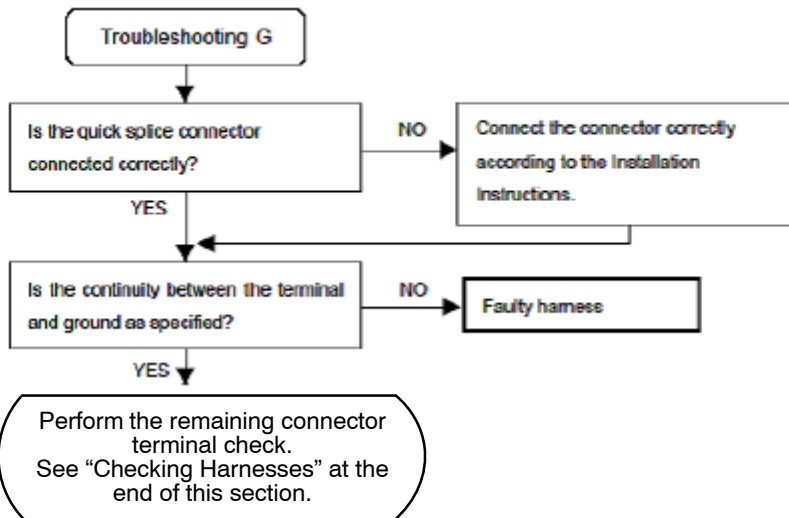 Troubleshooting G
Is the quick splice connector
connected correctly?
NO
Connect the connector correctly
according to the Installation
Instructions.
YES
Is the continuity between the terminal
and ground as specified?
NO
Faulty harness
YES
Perform the remaining connector
terminal check.
See “Checking Harnesses” at the
end of this section.